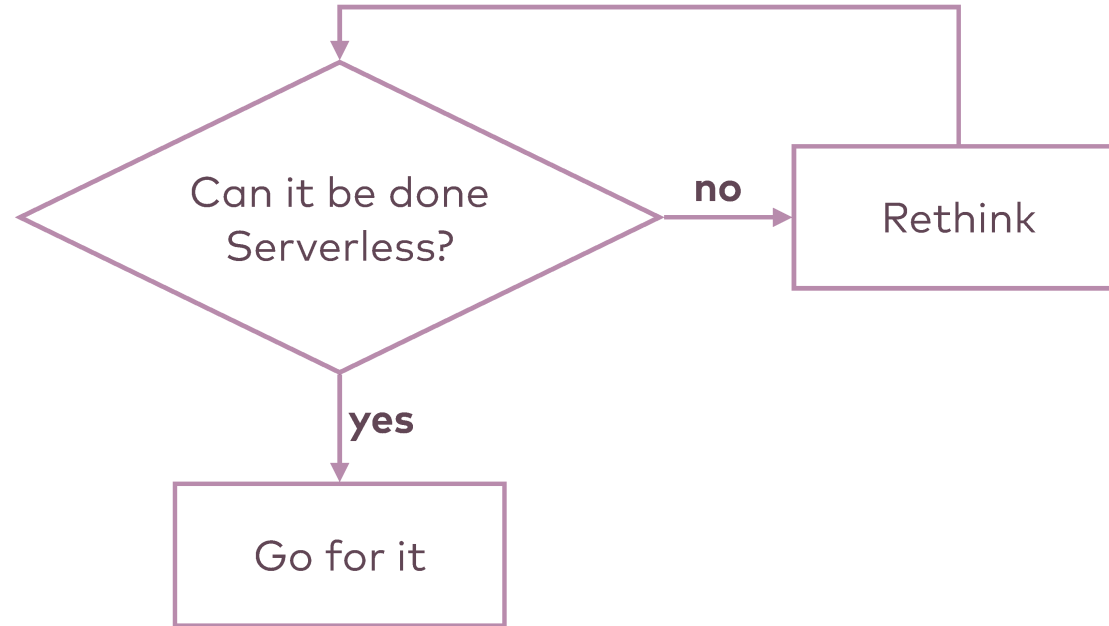 Can it be done
Serverless?
no
Rethink
yes
Go for it